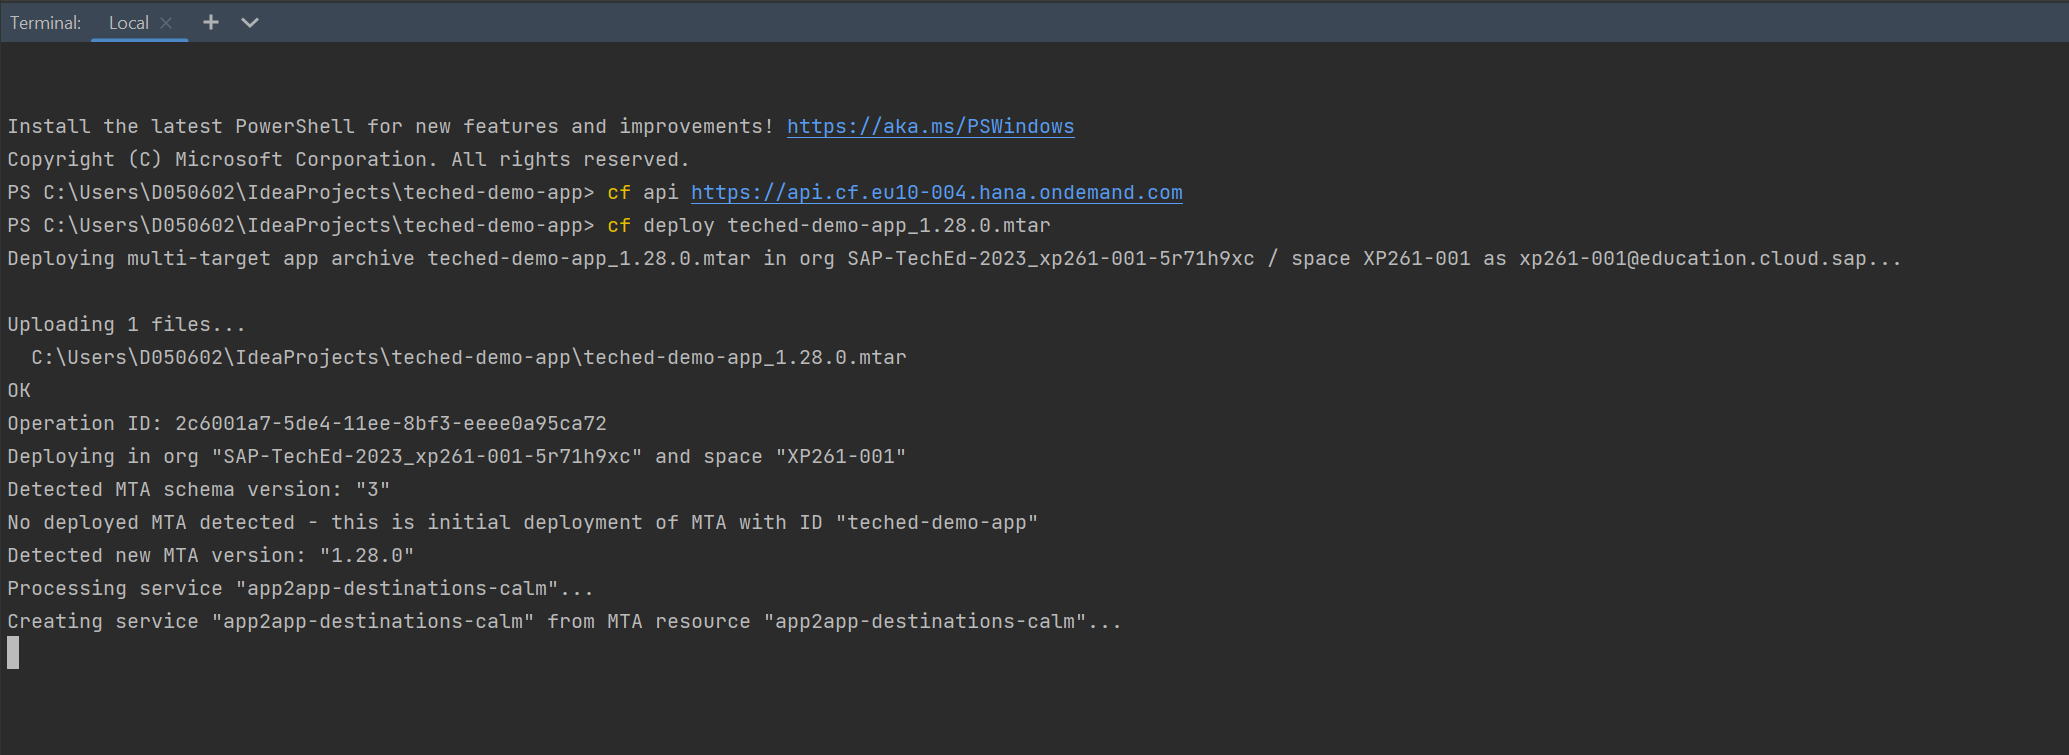 Terminal: Local
Install the latest PowerShell for new features and improvements! https://aka.ms/PSWindows
Copyright (C) Microsoft Corporation. All rights reserved.
PS C:\Users\D050602\IdeaProjects\teched-demo-app> cf api https://api.cf.eu10-004.hana.ondemand.com
PS C:\Users\D050602\IdeaProjects\teched-demo-app> cf deploy teched-demo-app_1.28.0.mtar
Deploying multi-target app archive teched-demo-app_1.28.0.mtar in org SAP-TechEd-2023_xp261-001-5r71h9xc / space XP261-001 as xp261-001@education.cloud.sap...
Uploading 1 files...
C:\Users\D050602\IdeaProjects\teched-demo-app\teched-demo-app_1.28.0.mtar
OK
Operation ID: 2c6001a7-5de4-11ee-8bf3-eeee0a95ca72
Deploying in org "SAP-TechEd-2023_xp261-001-5r71h9xc" and space "XP261-001"
Detected MTA schema version: "3"
No deployed MTA detected - this is initial deployment of MTA with ID "teched-demo-app"
Detected new MTA version: "1.28.0"
Processing service "app2app-destinations-calm"...
Creating service "app2app-destinations-calm" from MTA resource "app2app-destinations-calm"...